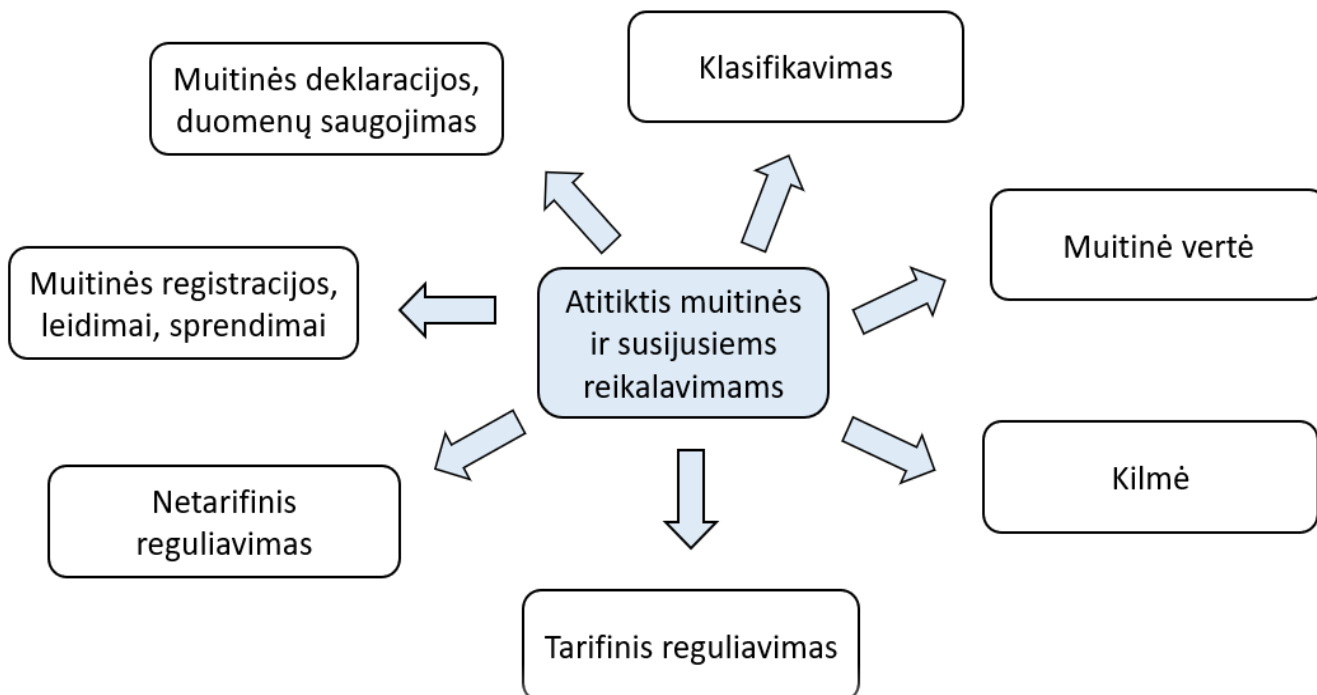 Klasifikavimas
Muitinės deklaracijos,
duomenų saugojimas
Muitinė vertė
Muitinės registracijos,
leidimai, sprendimai
Atitiktis muitinės
ir susijusiems
reikalavimams
Kilmė
Netarifinis
reguliavimas
Tarifinis reguliavimas